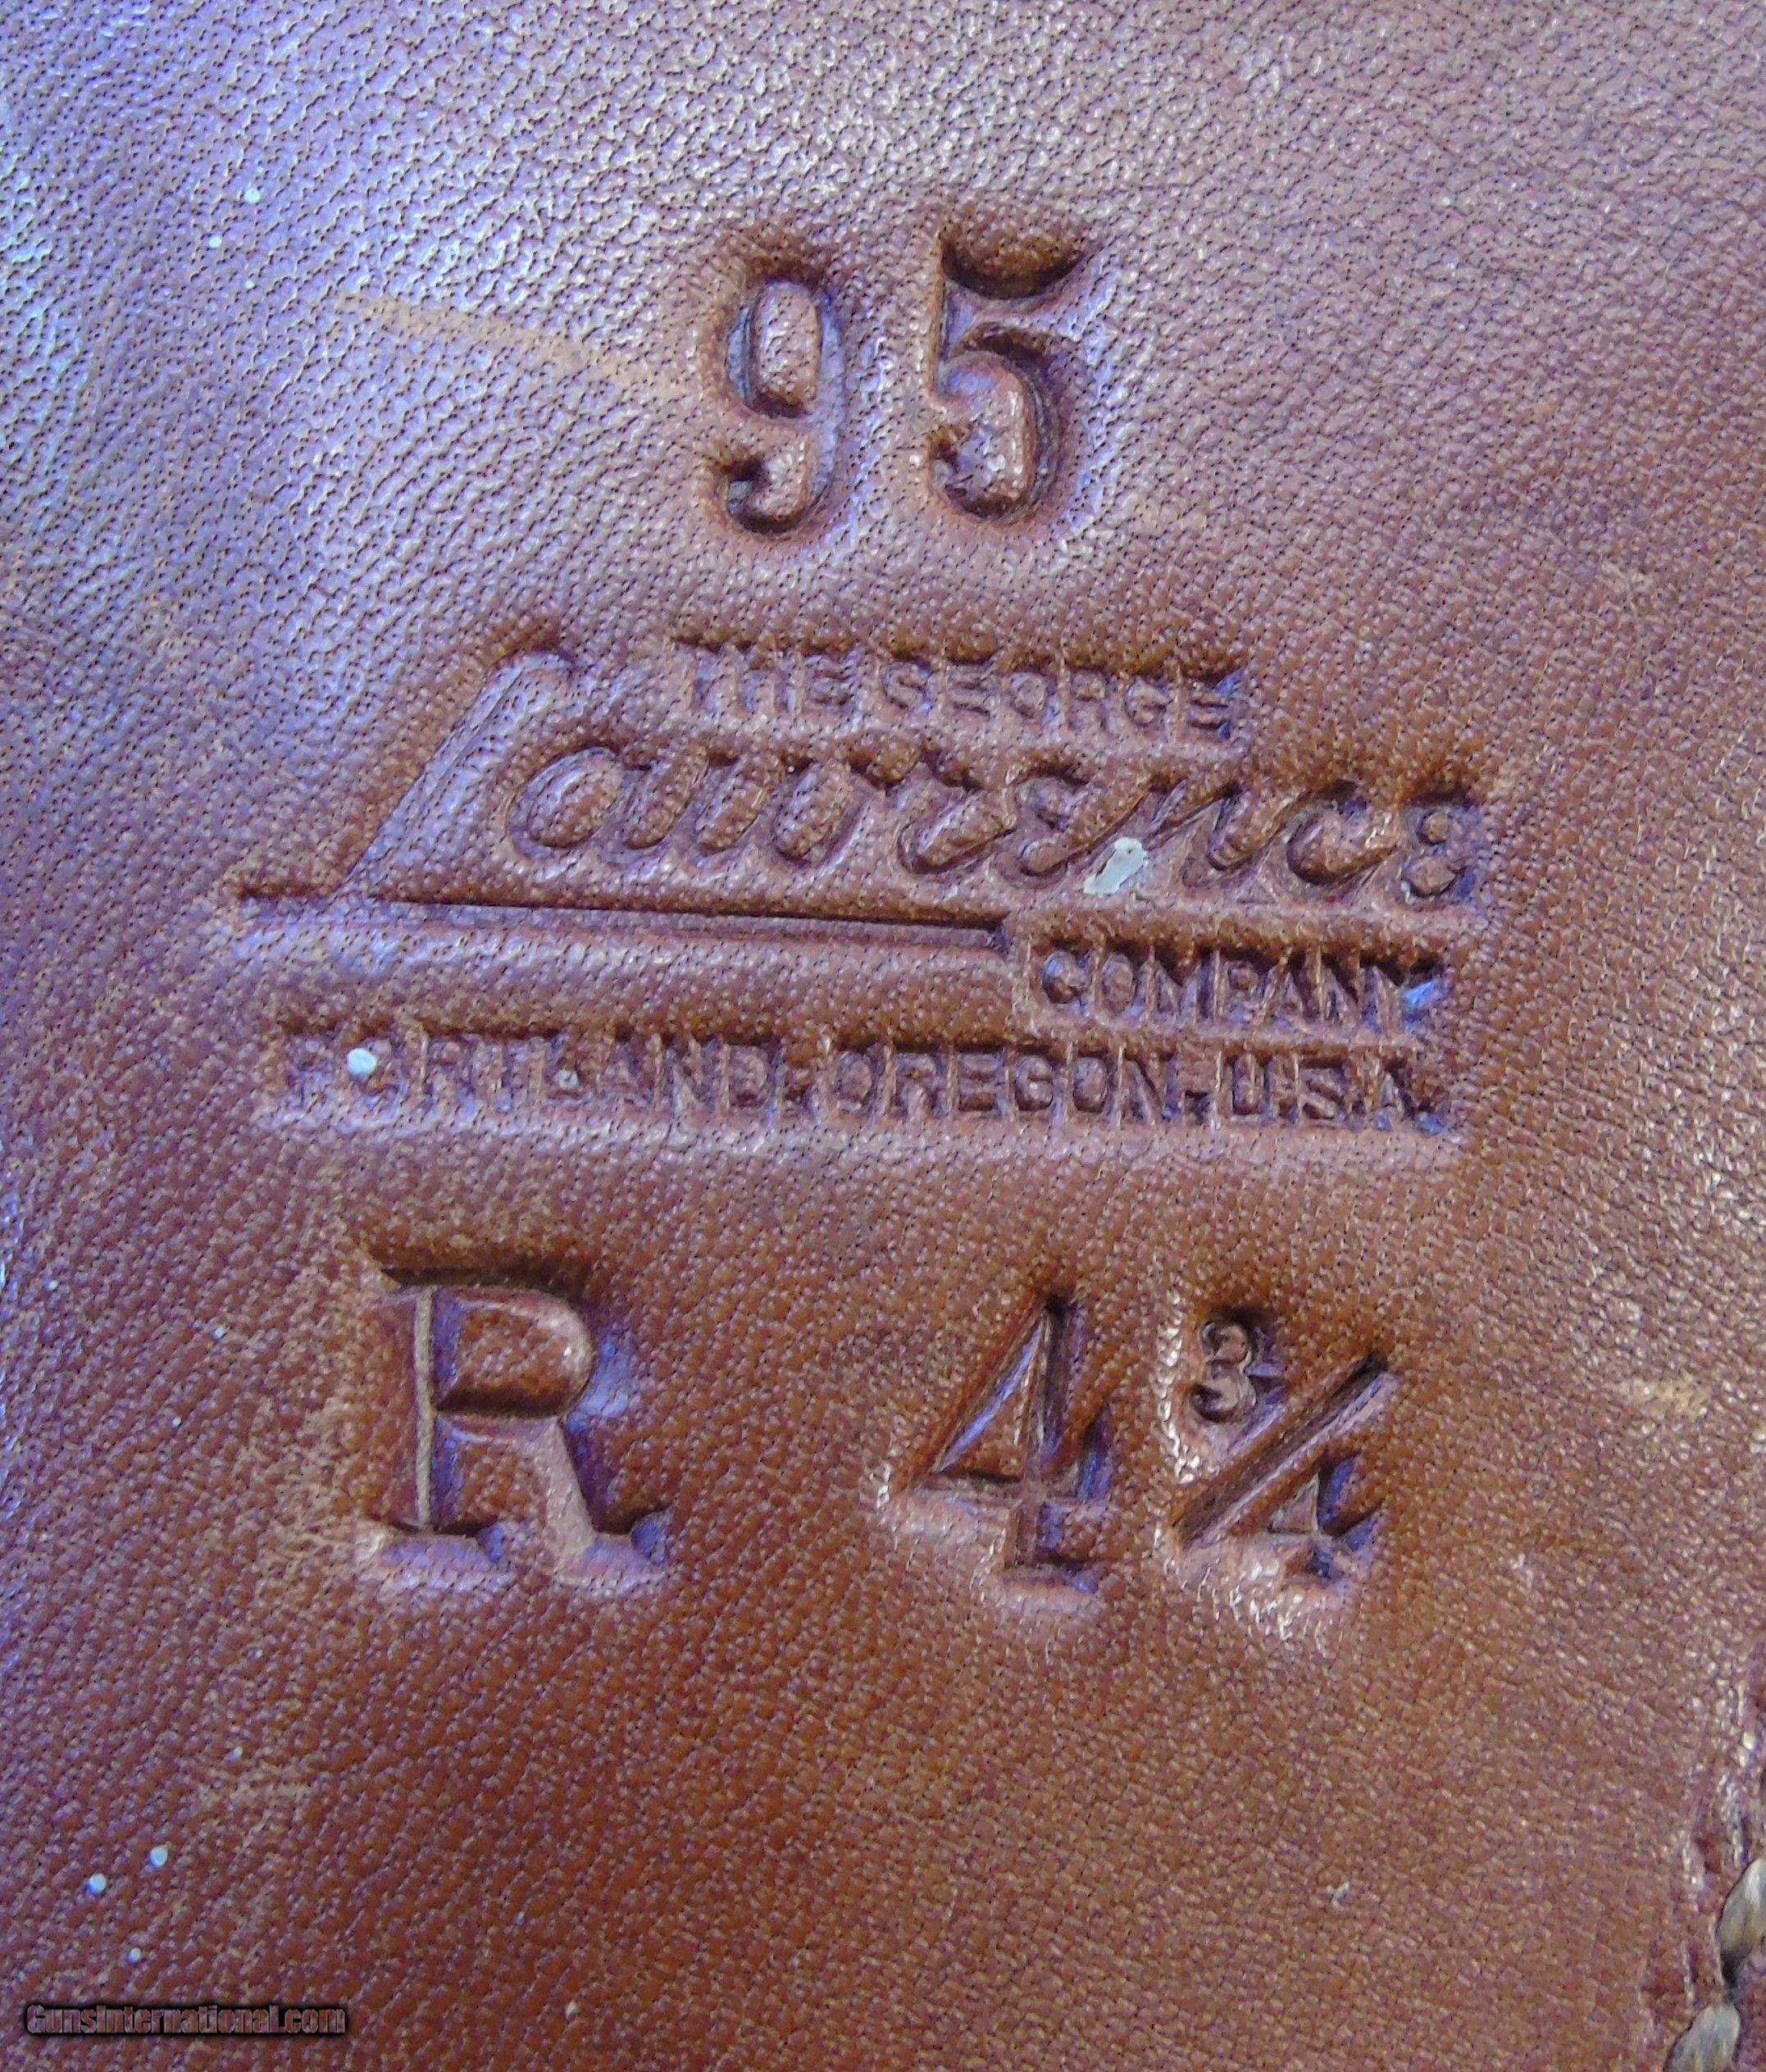 95
THE GEORGE
Lawrence
COMPANY
PORTLAND, OREGON, U.S.A.
R 4¾
GunsInternational.com